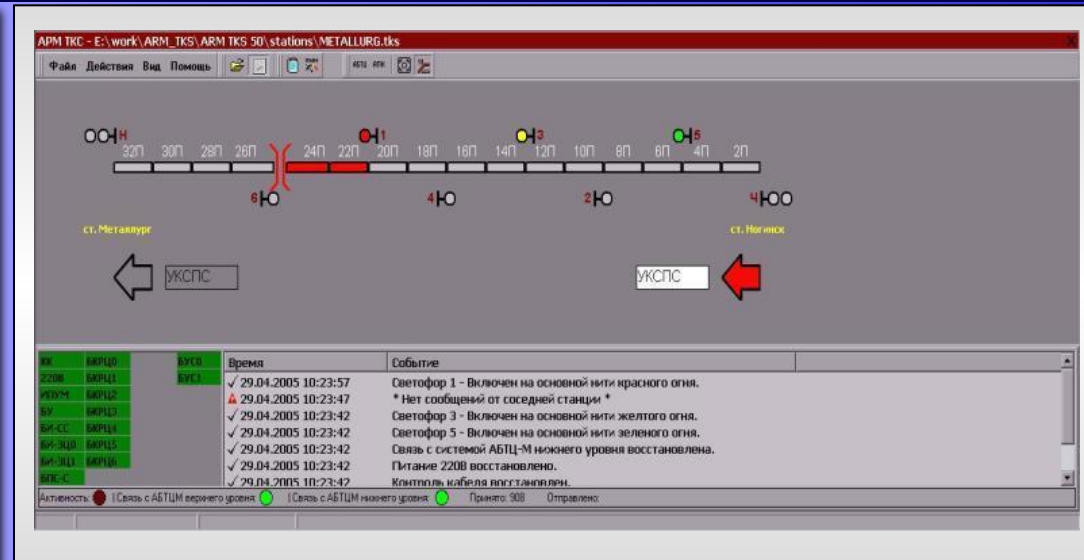 АРМ ТКС - E:\work\ARM_TKS\ARM TKS 50\stations\METALLURG.tks
Файл Действия Вид Помощь АБТЦ
Н 1 3 5
32П 30П 28П 26П 24П 22П 20П 18П 16П 14П 12П 10П 8П 6П 4П 2П
6 4 2 Ч
ст. Металлург ст. Ногинск
УКСПС УКСПС
КК БКРЦ0 БУС0 Время Событие
220В БКРЦ1 БУС1
29.04.2005 10:23:57 Светофор 1 - Включен на основной нити красного огня.
ИПУМ БКРЦ2
29.04.2005 10:23:47 * Нет сообщений от соседней станции *
БУ БКРЦ3
29.04.2005 10:23:42 Светофор 3 - Включен на основной нити желтого огня.
БИ-СС БКРЦ4
29.04.2005 10:23:42 Светофор 5 - Включен на основной нити зеленого огня.
БИ-ЗЦ0 БКРЦ5
29.04.2005 10:23:42 Связь с системой АБТЦ-М нижнего уровня восстановлена.
БИ-ЗЦ1 БКРЦ6
29.04.2005 10:23:42 Питание 220В восстановлено.
БПС-С
29.04.2005 10:23:42 Контроль кабеля восстановлен.
Активность: | Связь с АБТЦМ верхнего уровня: | Связь с АБТЦМ нижнего уровня: Принято: 908 Отправлено: